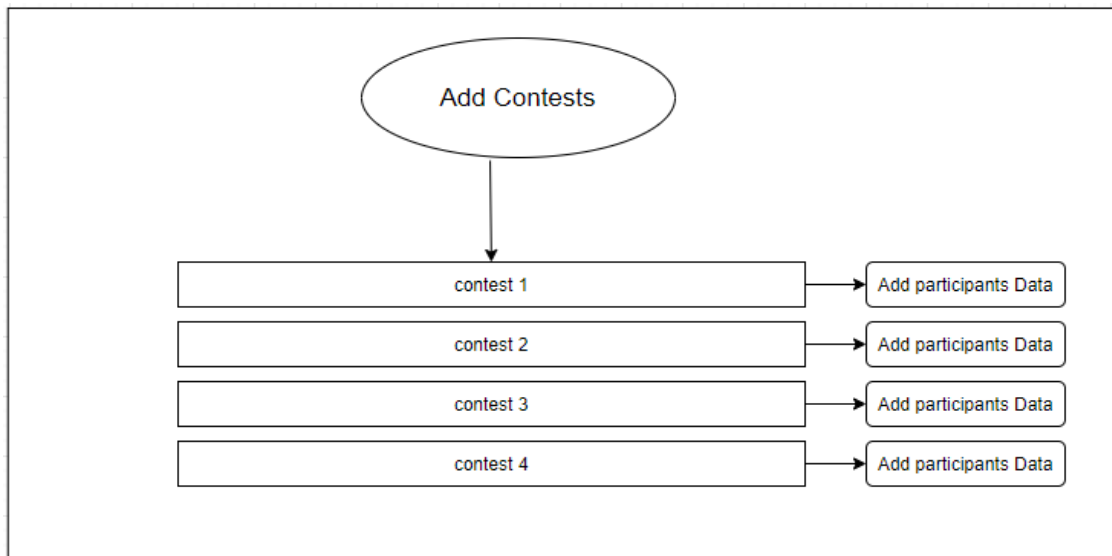 Add Contests
contest 1
Add participants Data
contest 2
Add participants Data
contest 3
Add participants Data
contest 4
Add participants Data